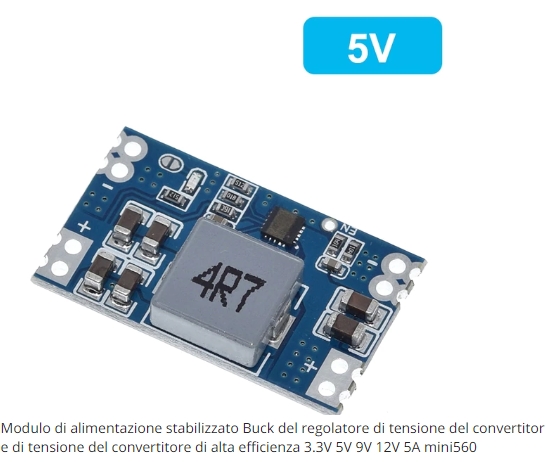 5V
4R7
EN
Modulo di alimentazione stabilizzato Buck del regolatore di tensione del convertitor
e di tensione del convertitore di alta efficienza 3.3V 5V 9V 12V 5A mini560